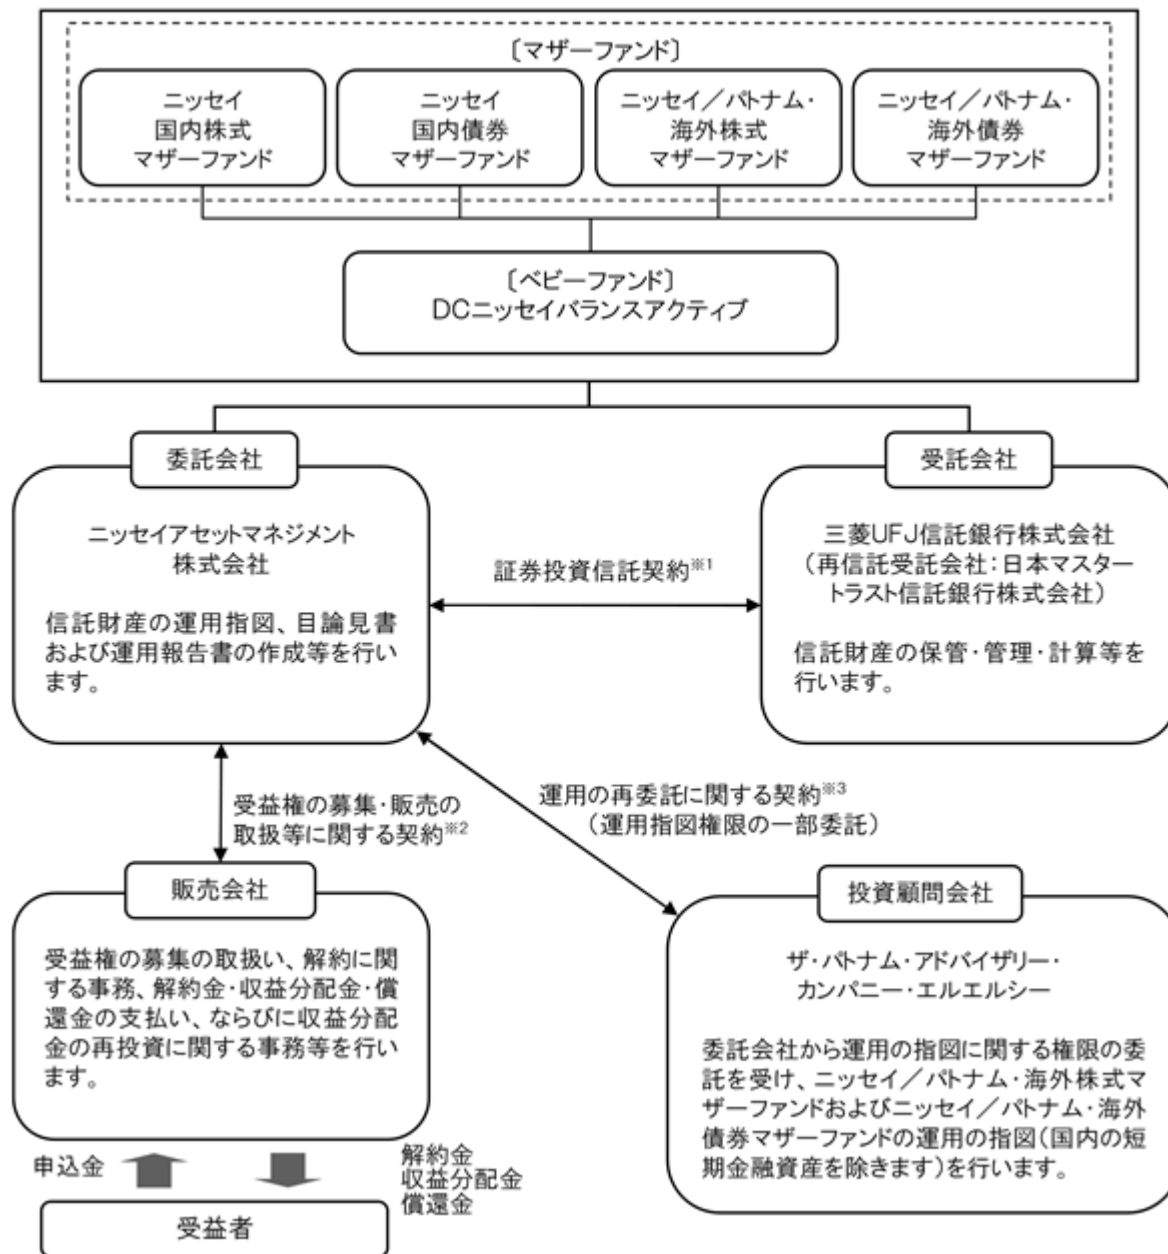 〔マザーファンド〕
ニッセイ
国内株式
マザーファンド
ニッセイ
国内債券
マザーファンド
ニッセイ／パトナム・
海外株式
マザーファンド
ニッセイ／パトナム・
海外債券
マザーファンド
〔ベビーファンド〕
DCニッセイバランスアクティブ
委託会社
ニッセイアセットマネジメント
株式会社
信託財産の運用指図、目論見書
および運用報告書の作成等を行い
ます。
証券投資信託契約※1
受託会社
三菱UFJ信託銀行株式会社
（再信託受託会社：日本マスター
トラスト信託銀行株式会社）
信託財産の保管・管理・計算等を
行います。
受益権の募集・販売の
取扱等に関する契約※2
運用の再委託に関する契約※3
（運用指図権限の一部委託）
販売会社
受益権の募集の取扱い、解約に関
する事務、解約金・収益分配金・償
還金の支払い、ならびに収益分配
金の再投資に関する事務等を行い
ます。
投資顧問会社
ザ・パトナム・アドバイザリー・
カンパニー・エルエルシー
委託会社から運用の指図に関する権限の委
託を受け、ニッセイ／パトナム・海外株式マ
ザーファンドおよびニッセイ／パトナム・海外
債券マザーファンドの運用の指図（国内の短
期金融資産を除きます）を行います。
申込金
解約金
収益分配金
償還金
受益者